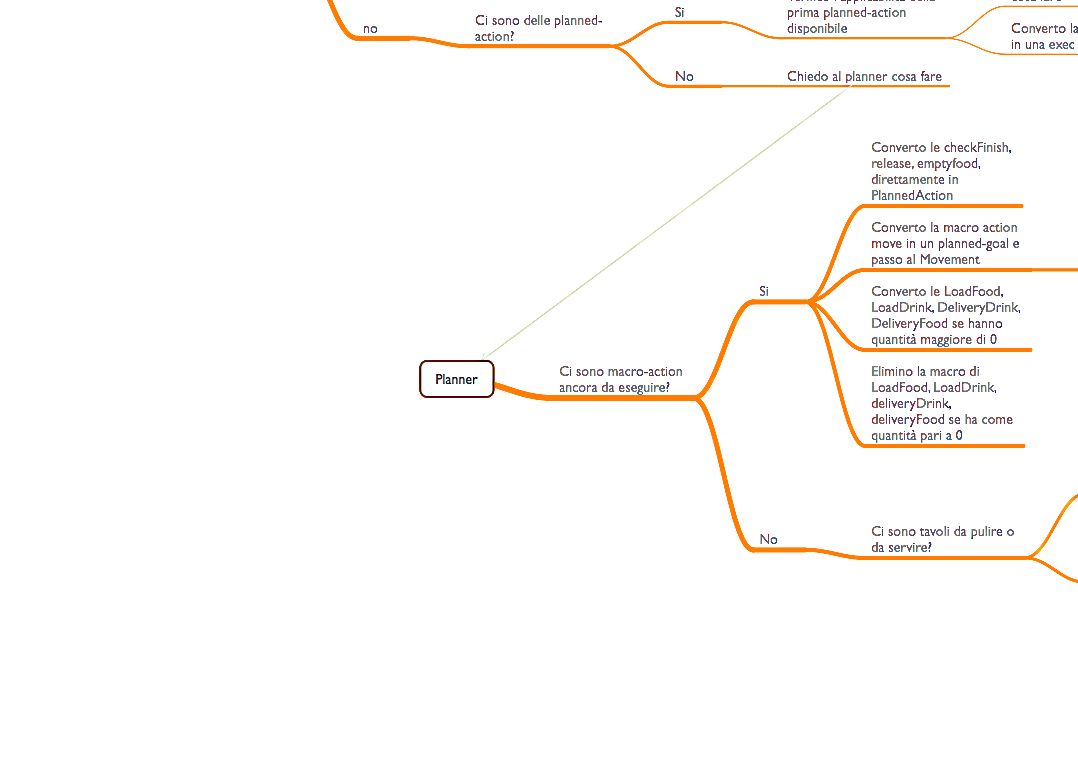 no
Ci sono delle planned-
action?
Si
prima planned-action
disponibile
Converto la
in una exec
No
Chiedo al planner cosa fare
Planner
Ci sono macro-action
ancora da eseguire?
Si
Converto le checkFinish,
release, emptyfood,
direttamente in
PlannedAction
Converto la macro action
move in un planned-goal e
passo al Movement
Converto le LoadFood,
LoadDrink, DeliveryDrink,
DeliveryFood se hanno
quantità maggiore di 0
Elimino la macro di
LoadFood, LoadDrink,
deliveryDrink,
deliveryFood se ha come
quantità pari a 0
No
Ci sono tavoli da pulire o
da servire?